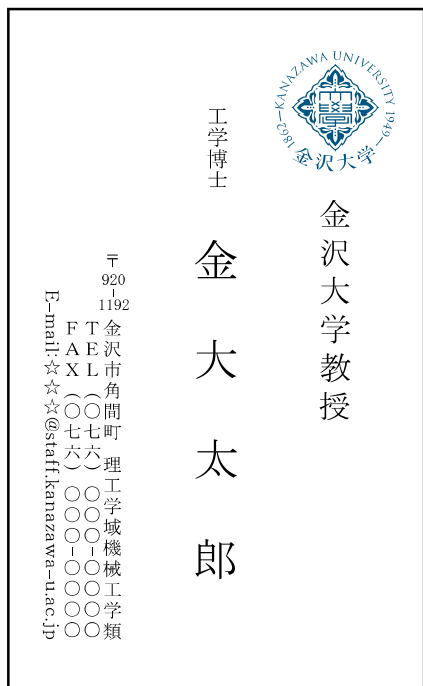 1862-KANAZAWA UNIVERSITY 1949-
金沢大学
金沢大学教授
工学博士
金大太郎
〒920-1192
金沢市角間町 理工学域機械工学類
TEL(〇七六)〇〇〇-〇〇〇〇
FAX(〇七六)〇〇〇-〇〇〇〇
E-mail:☆☆☆@staff.kanazawa-u.ac.jp